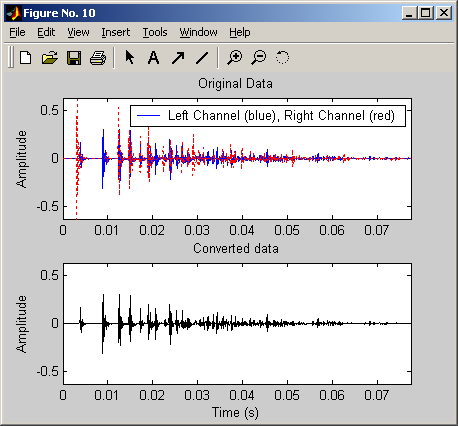 Figure No. 10
File Edit View Insert Tools Window Help
A
Original Data
Left Channel (blue), Right Channel (red)
Amplitude
0.5
0
-0.5
0 0.01 0.02 0.03 0.04 0.05 0.06 0.07
Converted data
Amplitude
0.5
0
-0.5
0 0.01 0.02 0.03 0.04 0.05 0.06 0.07
Time (s)